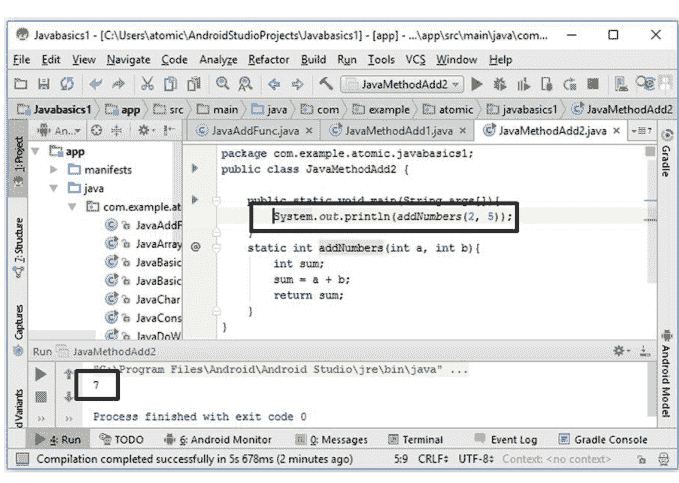 Javabasics1 - [C:\Users\atomic\AndroidStudioProjects\Javabasics1] - [app] - ...\app\src\main\java\com...
File Edit View Navigate Code Analyze Refactor Build Run Tools VCS Window Help
JavaMethodAdd2
Javabasics1 app src main java com example atomic javabasics1 JavaMethodAdd2
An... JavaAddFunc.java × JavaMethodAdd1.java × JavaMethodAdd2.java ×
1: Project
7: Structure
Captures
d Variants
app
manifests
java
com.example.at
JavaAddF
JavaArray
JavaBasic
JavaBasic
JavaChar
JavaCons
JavaDoW
package com.example.atomic.javabasics1;
public class JavaMethodAdd2 {
public static void main(String args[]){
System.out.println(addNumbers(2, 5));
}
static int addNumbers(int a, int b){
int sum;
sum = a + b;
return sum;
}
}
Gradle
Android Model
Run JavaMethodAdd2
"C:\Program Files\Android\Android Studio\jre\bin\java" ...
7
Process finished with exit code 0
4: Run TODO 6: Android Monitor 0: Messages Terminal Event Log Gradle Console
Compilation completed successfully in 5s 678ms (2 minutes ago) 5:9 CRLF UTF-8 Context: <no context>